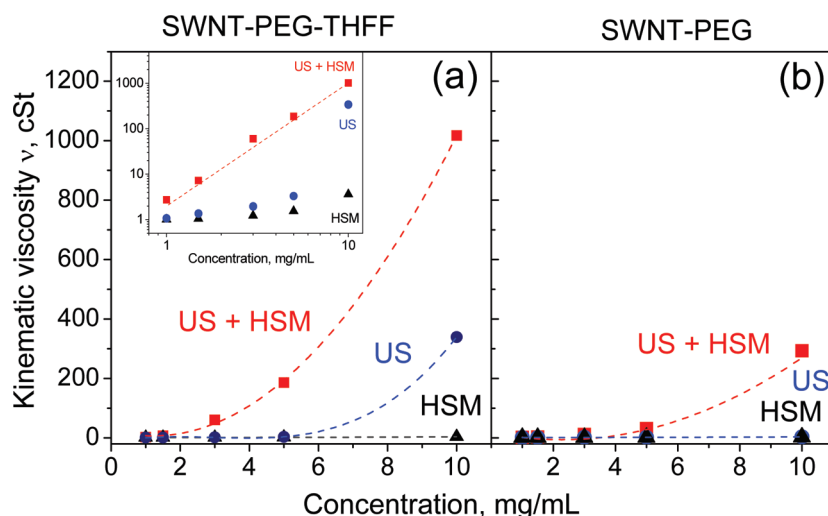 SWNT-PEG-THFF
SWNT-PEG
Kinematic viscosity ν, cSt
1200
1000
800
600
400
200
0
(a)
US + HSM
1000
100
10
1
US
HSM
1
10
Concentration, mg/mL
US + HSM
US
HSM
0 2 4 6 8 10
(b)
US + HSM
US
HSM
0 2 4 6 8 10
Concentration, mg/mL